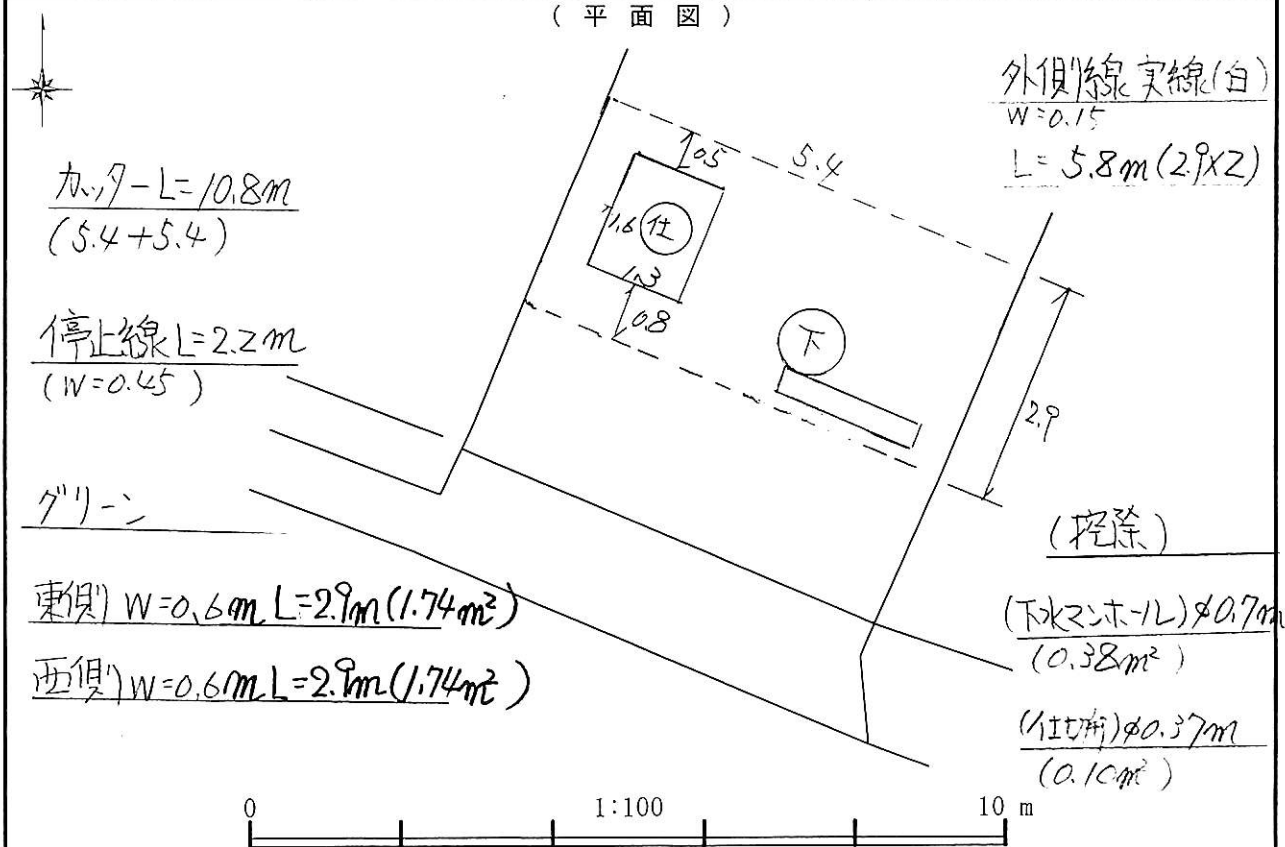 (平面図)
外側線 実線(白)
W=0.15
L=5.8m(2.9×2)
カッターL=10.8m
(5.4+5.4)
停止線L=2.2m
(W=0.45)
0.5
5.4
1.6
仕
1.3
0.8
下
2.9
グリーン
東側 W=0.6m L=2.9m(1.74m²)
西側 W=0.6m L=2.9m(1.74m²)
(控除)
(下水マンホール)φ0.7m
(0.38m²)
(仕切弁)φ0.37m
(0.10m²)
0 1:100 10 m